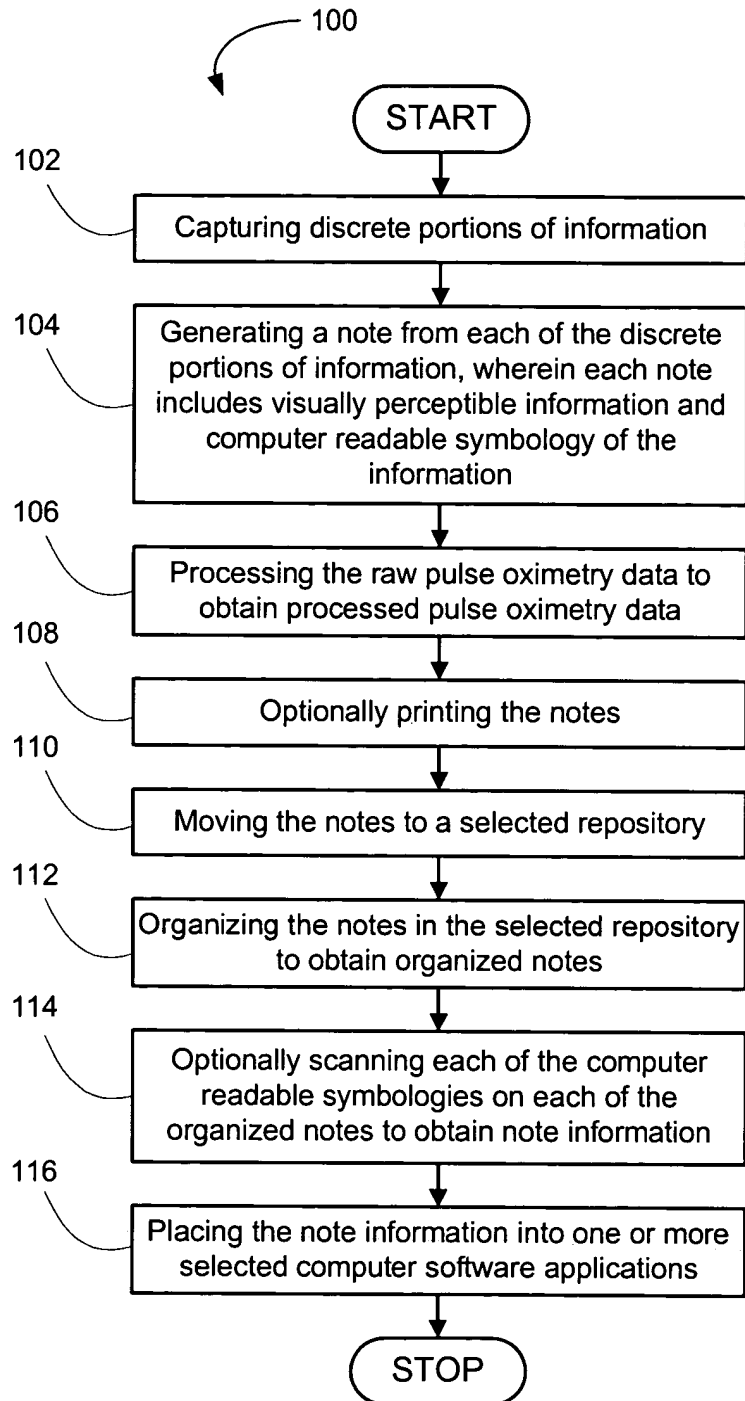 100
START
102
Capturing discrete portions of information
104
Generating a note from each of the discrete
portions of information, wherein each note
includes visually perceptible information and
computer readable symbology of the
information
106
Processing the raw pulse oximetry data to
obtain processed pulse oximetry data
108
Optionally printing the notes
110
Moving the notes to a selected repository
112
Organizing the notes in the selected repository
to obtain organized notes
114
Optionally scanning each of the computer
readable symbologies on each of the
organized notes to obtain note information
116
Placing the note information into one or more
selected computer software applications
STOP